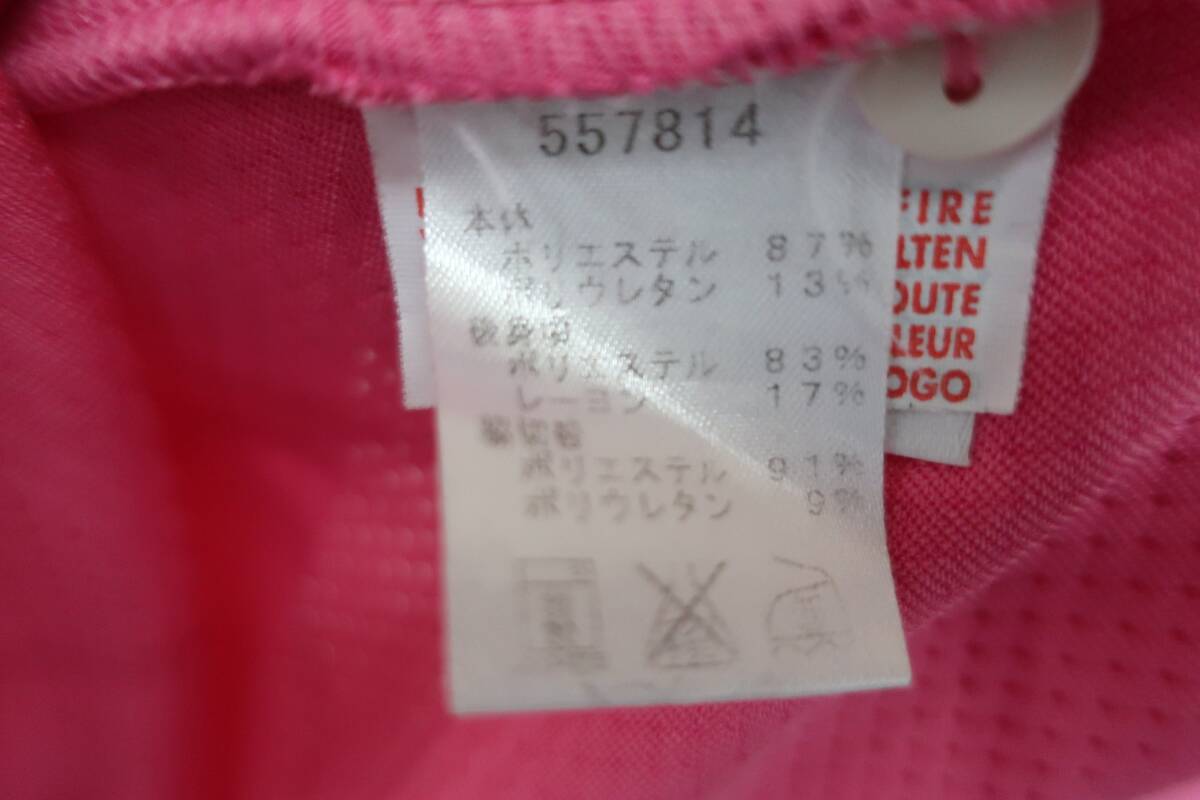 557814
本体
ポリエステル 87%
ポリウレタン 13%
後身頃
ポリエステル 83%
レーヨン 17%
脇切替
ポリエステル 91%
ポリウレタン 9%
FIRE
LTEN
OUTE
LEUR
OGO